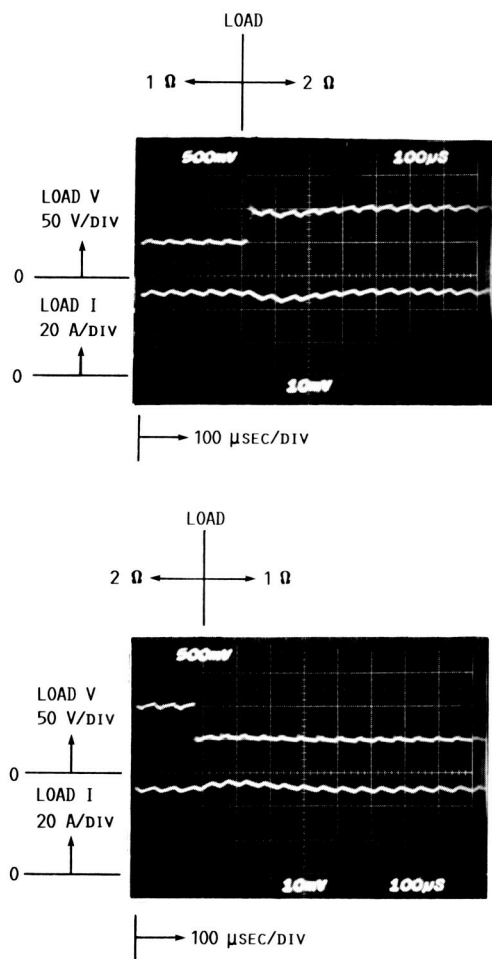 LOAD
1 Ω 2 Ω
500mV 100µS
LOAD V
50 V/DIV
0
LOAD I
20 A/DIV
0
10mV
100 µSEC/DIV
LOAD
2 Ω 1 Ω
500mV
LOAD V
50 V/DIV
0
LOAD I
20 A/DIV
0
10mV 100µS
100 µSEC/DIV